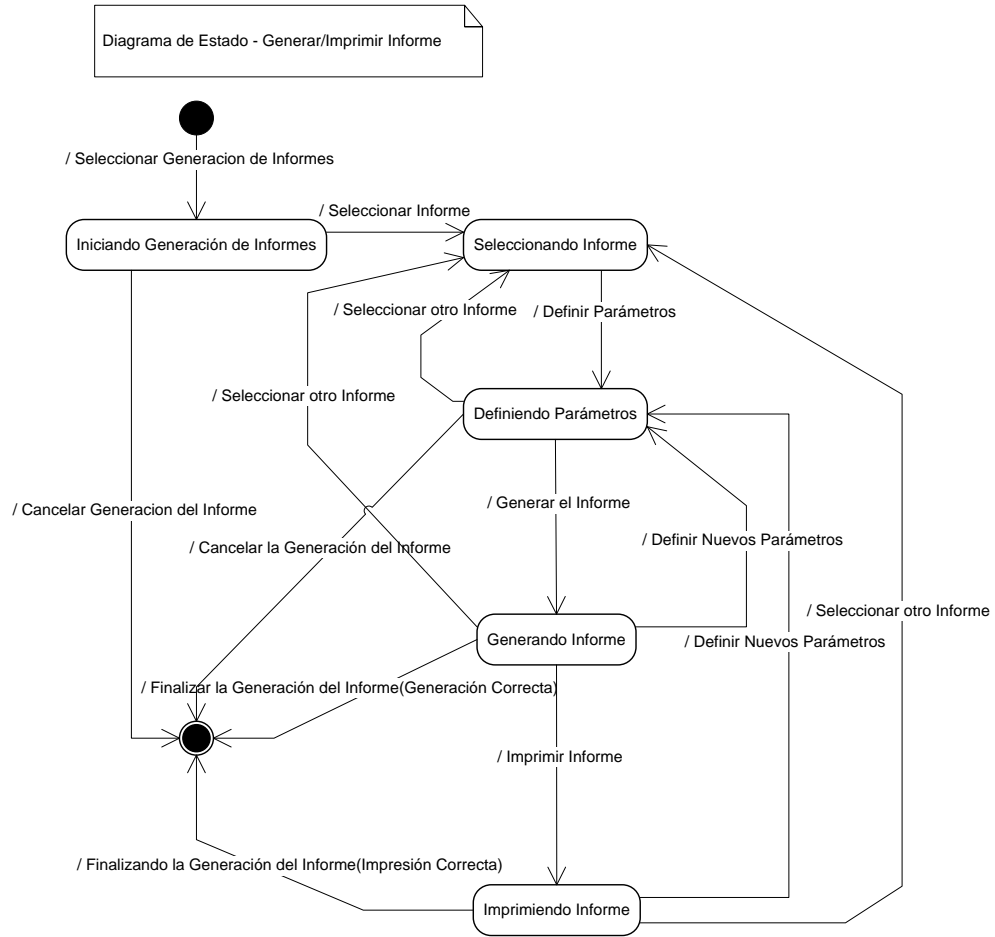 Diagrama de Estado - Generar/Imprimir Informe
/ Seleccionar Generacion de Informes
/ Seleccionar Informe
Iniciando Generación de Informes
Seleccionando Informe
/ Seleccionar otro Informe
/ Definir Parámetros
/ Seleccionar otro Informe
Definiendo Parámetros
/ Generar el Informe
/ Cancelar Generacion del Informe
/ Cancelar la Generación del Informe
/ Definir Nuevos Parámetros
/ Seleccionar otro Informe
Generando Informe
/ Definir Nuevos Parámetros
/ Finalizar la Generación del Informe(Generación Correcta)
/ Imprimir Informe
/ Finalizando la Generación del Informe(Impresión Correcta)
Imprimiendo Informe